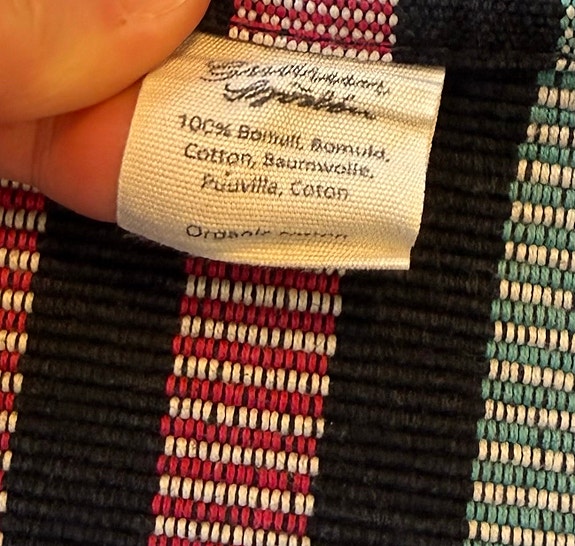 100% Bomull, Bomuld,
Cotton, Baumwolle,
Puuvilla, Coton
Organic cotton